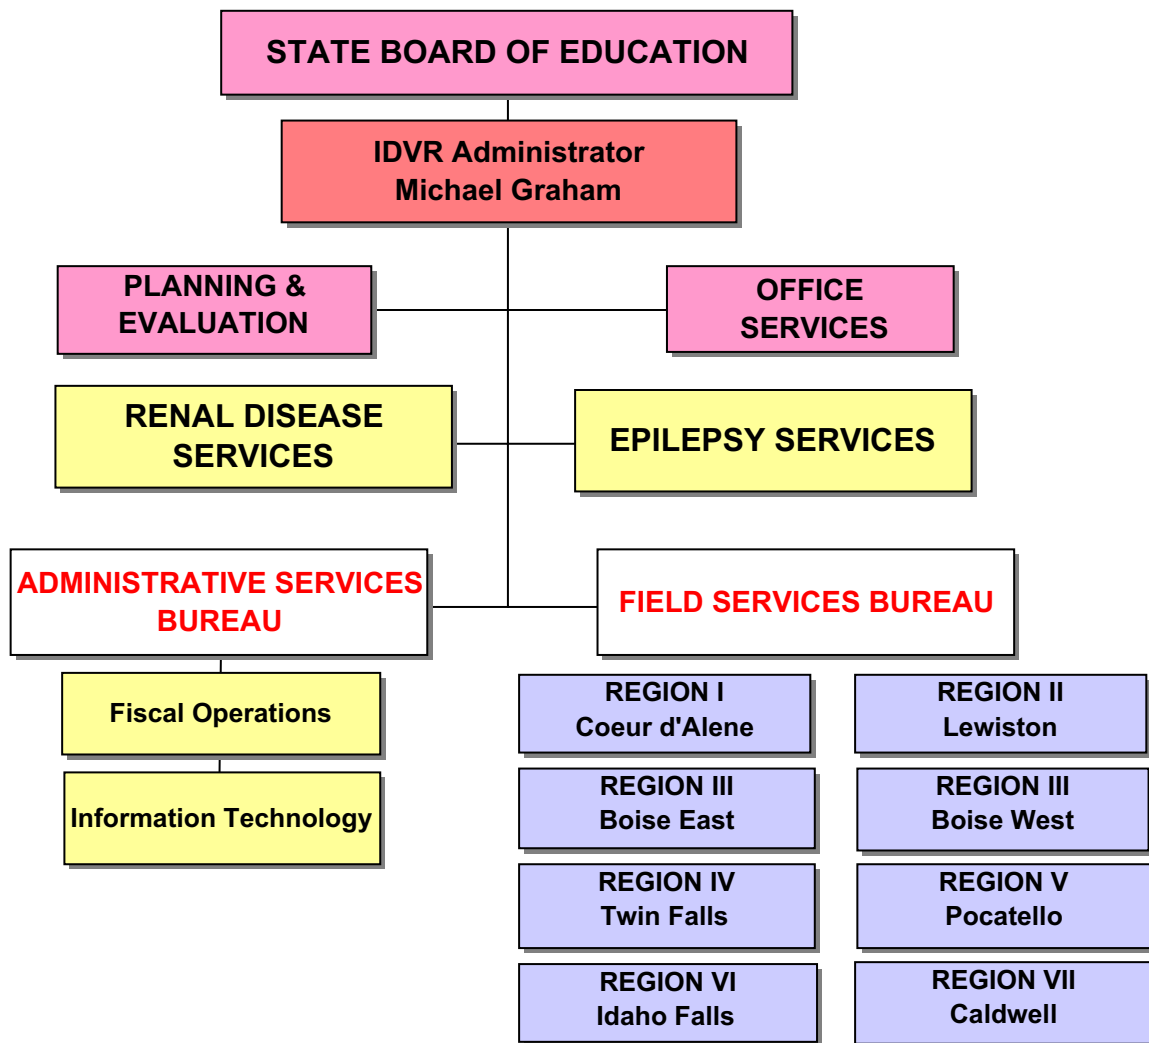 STATE BOARD OF EDUCATION
IDVR Administrator
Michael Graham
PLANNING &
EVALUATION
OFFICE
SERVICES
RENAL DISEASE
SERVICES
EPILEPSY SERVICES
ADMINISTRATIVE SERVICES
BUREAU
FIELD SERVICES BUREAU
Fiscal Operations
Information Technology
REGION I
Coeur d'Alene
REGION II
Lewiston
REGION III
Boise East
REGION III
Boise West
REGION IV
Twin Falls
REGION V
Pocatello
REGION VI
Idaho Falls
REGION VII
Caldwell